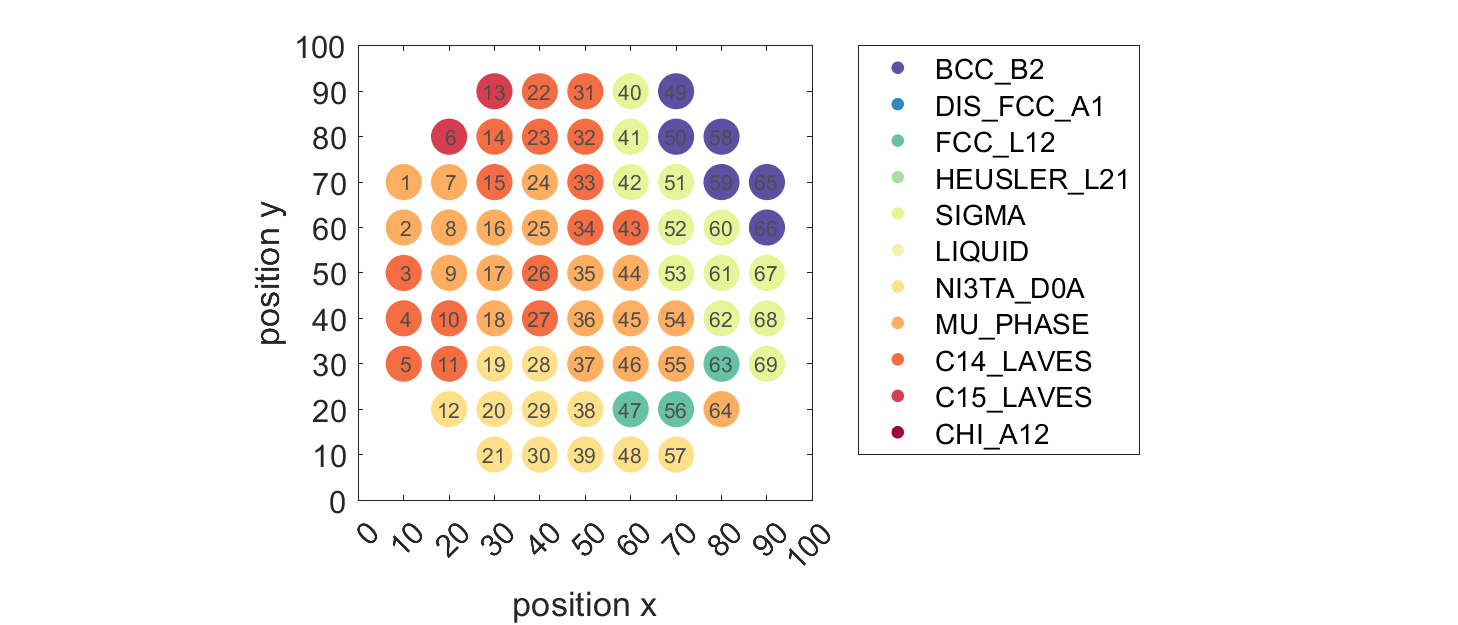 100
90
80
70
60
50
40
30
20
10
0
position y
13 22 31 40 49
6 14 23 32 41 50 58
1 7 15 24 33 42 51 59 65
2 8 16 25 34 43 52 60 66
3 9 17 26 35 44 53 61 67
4 10 18 27 36 45 54 62 68
5 11 19 28 37 46 55 63 69
12 20 29 38 47 56 64
21 30 39 48 57
0 10 20 30 40 50 60 70 80 90 100
position x
BCC_B2
DIS_FCC_A1
FCC_L12
HEUSLER_L21
SIGMA
LIQUID
NI3TA_D0A
MU_PHASE
C14_LAVES
C15_LAVES
CHI_A12